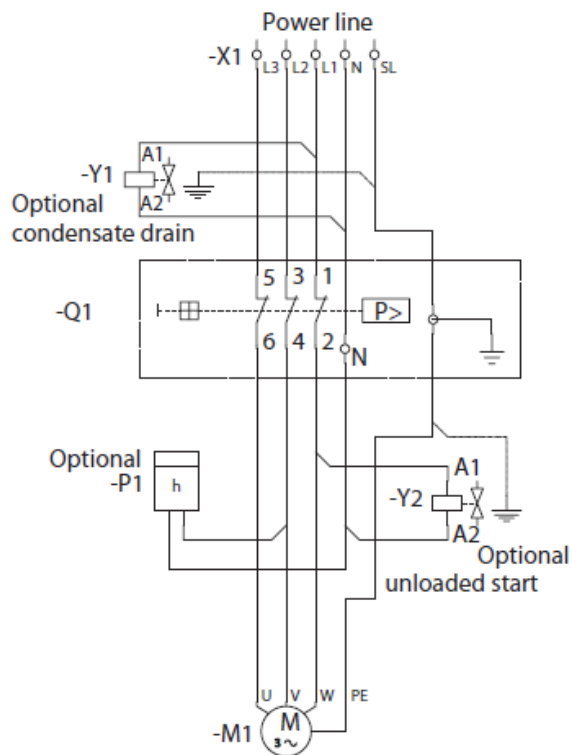 Power line
-X1 L3 L2 L1 N SL
A1
-Y1
A2
Optional
condensate drain
5 3 1
-Q1 P>
6 4 2 N
Optional
-P1
h
A1
-Y2
A2
Optional
unloaded start
U V W PE
-M1 M
3~